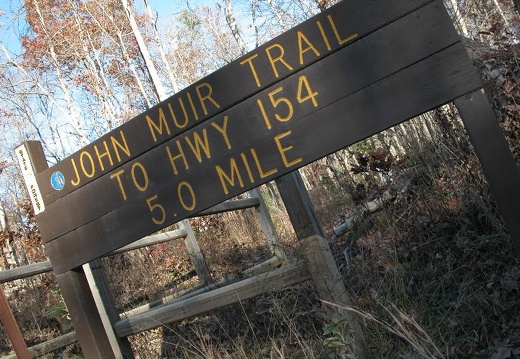 JOHN MUIR TRAIL
TO HWY 154
5.0 MILE